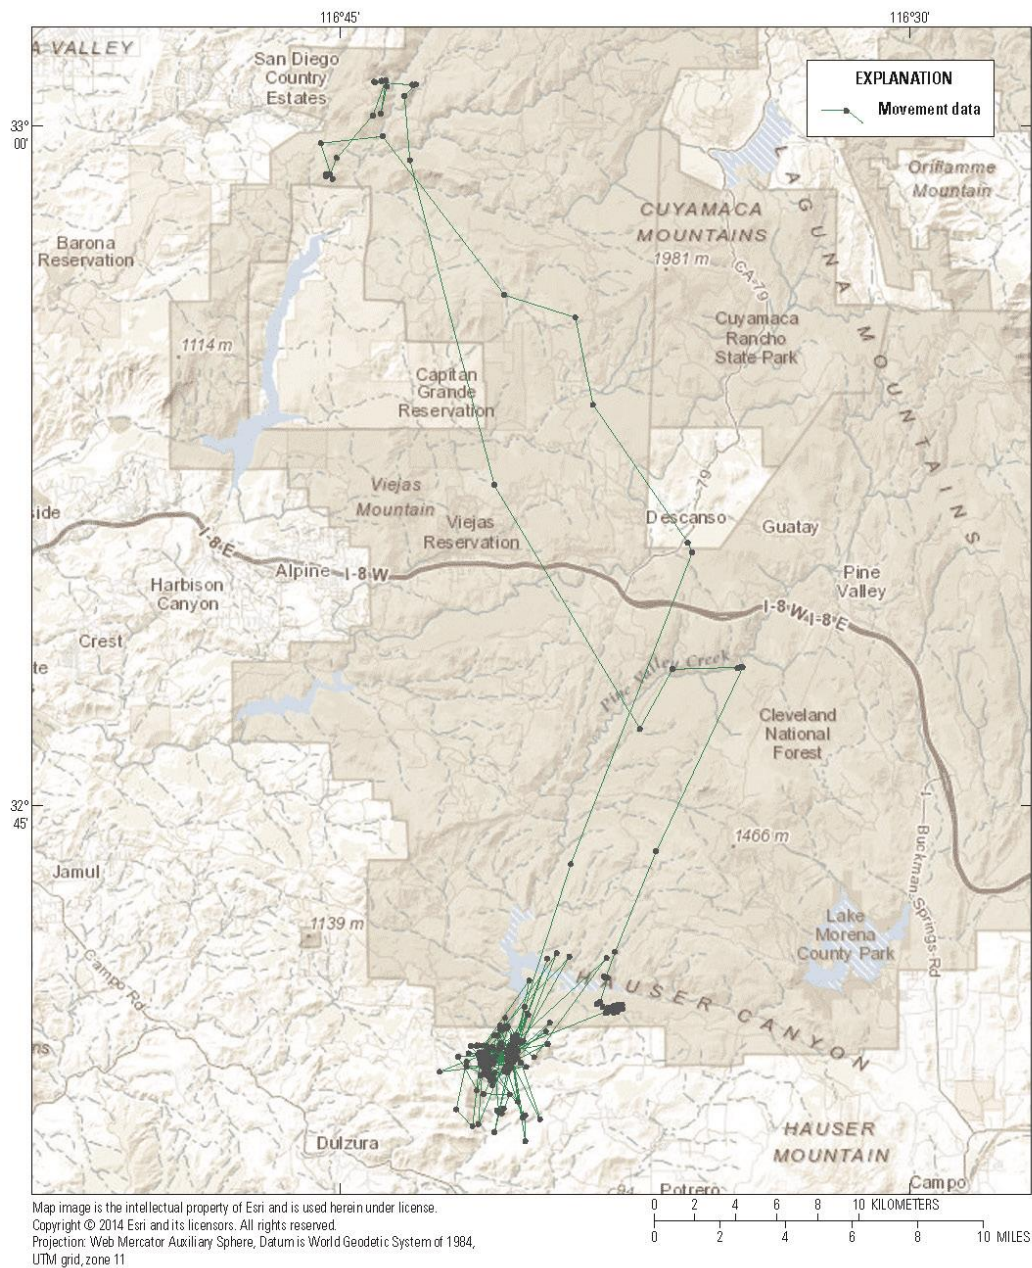 116°45'
116°30'
A VALLEY
San Diego
Country
Estates
EXPLANATION
Movement data
33°
00'
LAGUNA MOUNTAINS
Oriflamme
Mountain
CUYAMACA
MOUNTAINS
1981 m
CA-79
Barona
Reservation
Cuyamaca
Rancho
State Park
1114 m
Capitan
Grande
Reservation
Viejas
Mountain
79
side
Viejas
Reservation
Descanso
Guatay
I-8 E
Alpine
I-8 W
Harbison
Canyon
Pine
Valley
I-8 W
I-8 E
Crest
te
Pine Valley Creek
Cleveland
National
Forest
32°
45'
1466 m
I
Buckman Springs Rd
Jamul
1139 m
Lake
Morena
County Park
Campo Rd
HAUSER CANYON
ns
Dulzura
HAUSER
MOUNTAIN
C94
Potrero
Campo
Map image is the intellectual property of Esri and is used herein under license.
Copyright © 2014 Esri and its licensors. All rights reserved.
Projection: Web Mercator Auxiliary Sphere, Datum is World Geodetic System of 1984,
UTM grid, zone 11
0 2 4 6 8 10 KILOMETERS
0 2 4 6 8 10 MILES